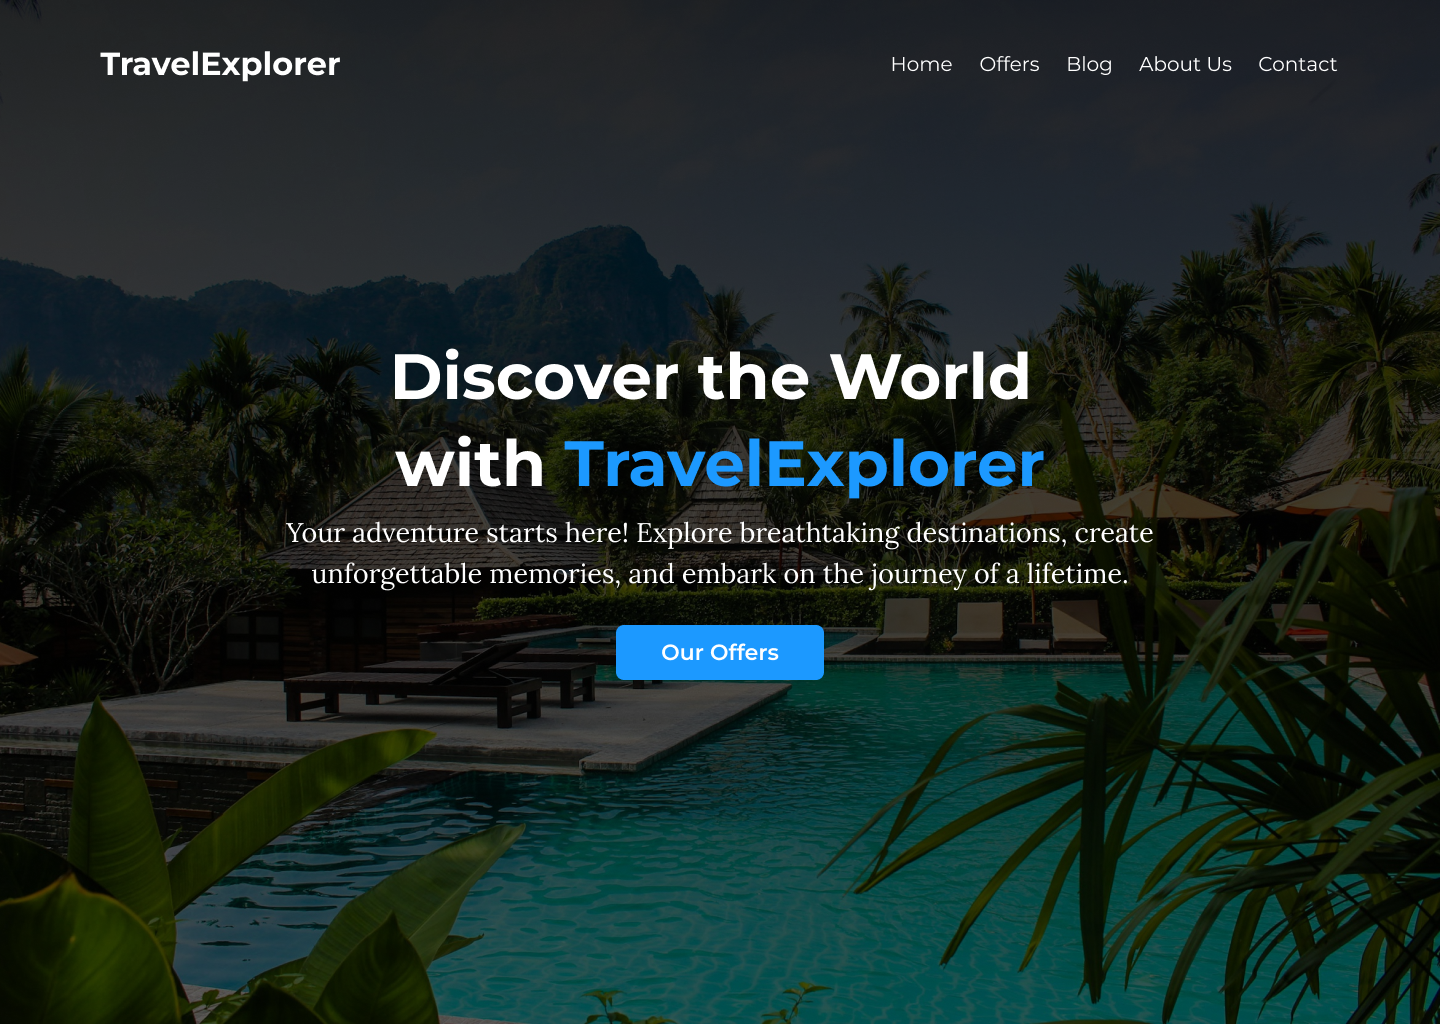 TravelExplorer
Home Offers Blog About Us Contact
Discover the World
with TravelExplorer
Your adventure starts here! Explore breathtaking destinations, create
unforgettable memories, and embark on the journey of a lifetime.
Our Offers